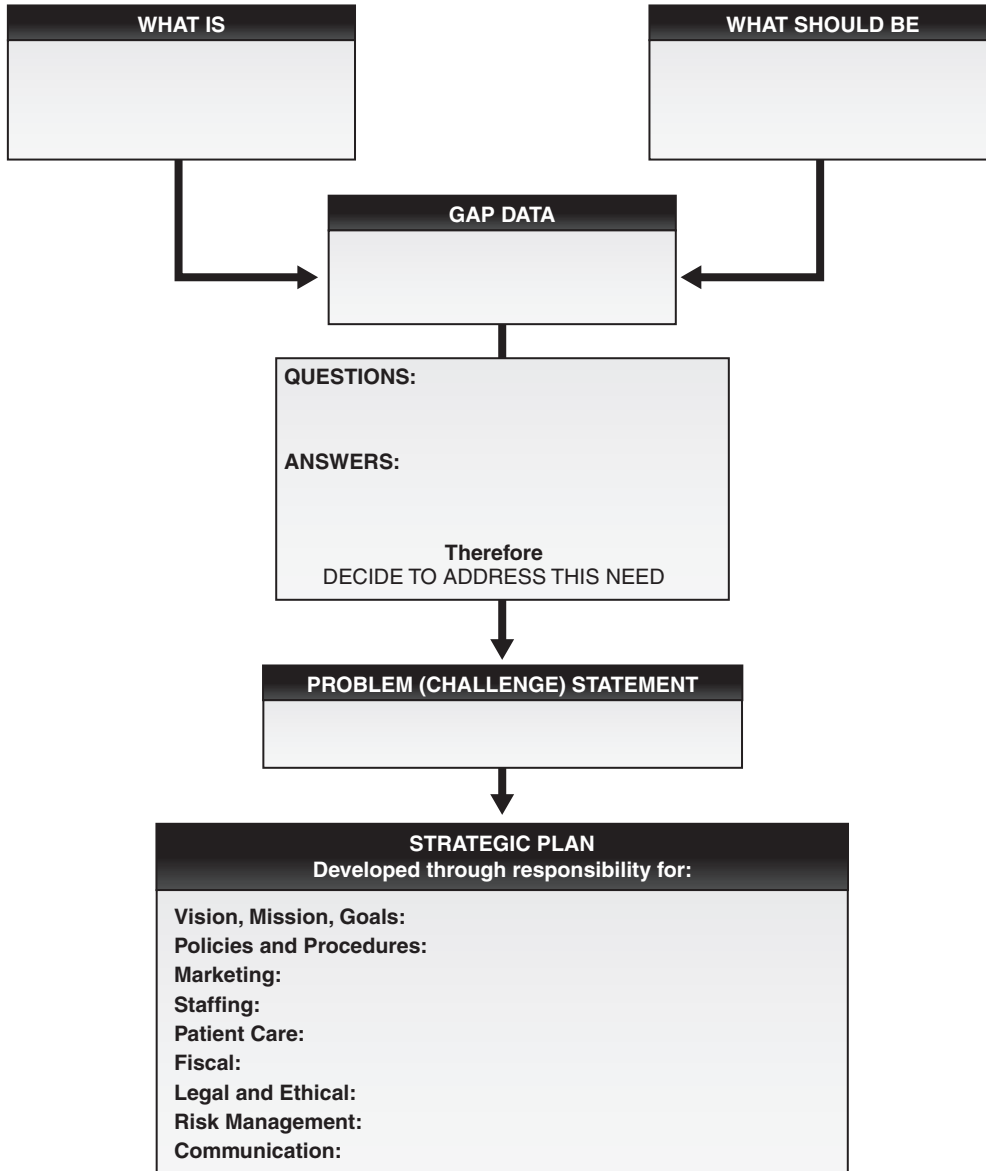 WHAT IS
WHAT SHOULD BE
GAP DATA
QUESTIONS:
ANSWERS:
Therefore
DECIDE TO ADDRESS THIS NEED
PROBLEM (CHALLENGE) STATEMENT
STRATEGIC PLAN
Developed through responsibility for:
Vision, Mission, Goals:
Policies and Procedures:
Marketing:
Staffing:
Patient Care:
Fiscal:
Legal and Ethical:
Risk Management:
Communication: